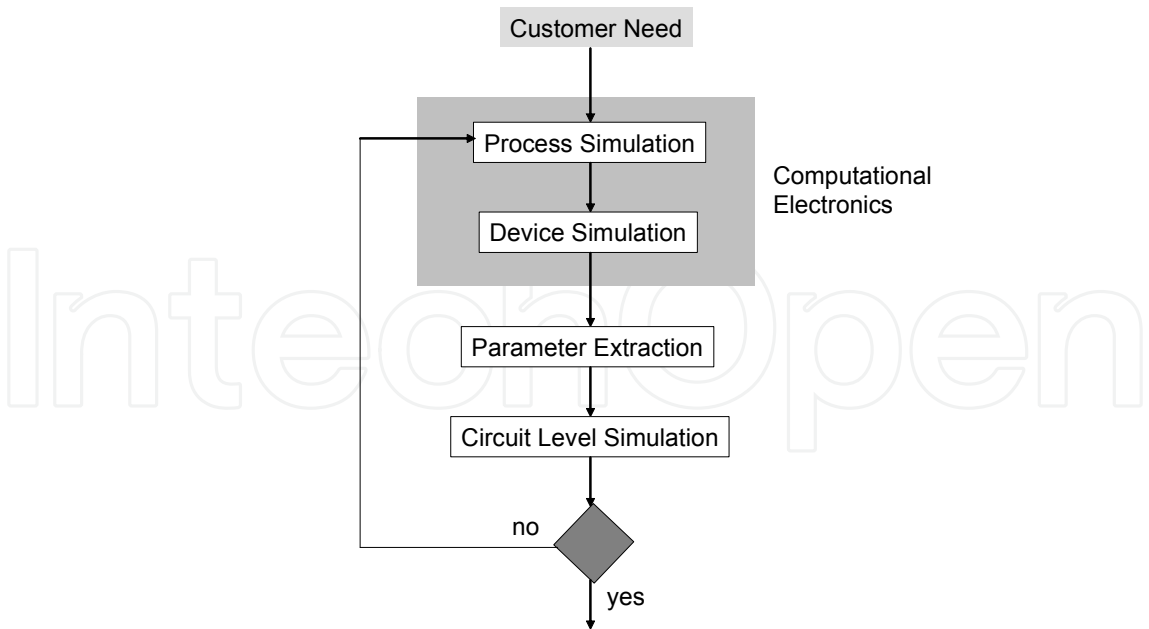 Customer Need
Process Simulation
Computational
Electronics
Device Simulation
IntechOpen
Parameter Extraction
Circuit Level Simulation
no
yes